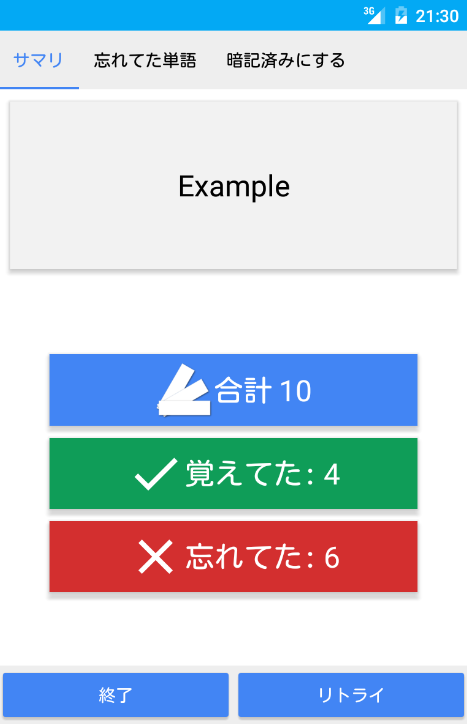 3G 21:30
サマリ 忘れてた単語 暗記済みにする
Example
合計 10
覚えてた: 4
忘れてた: 6
終了 リトライ